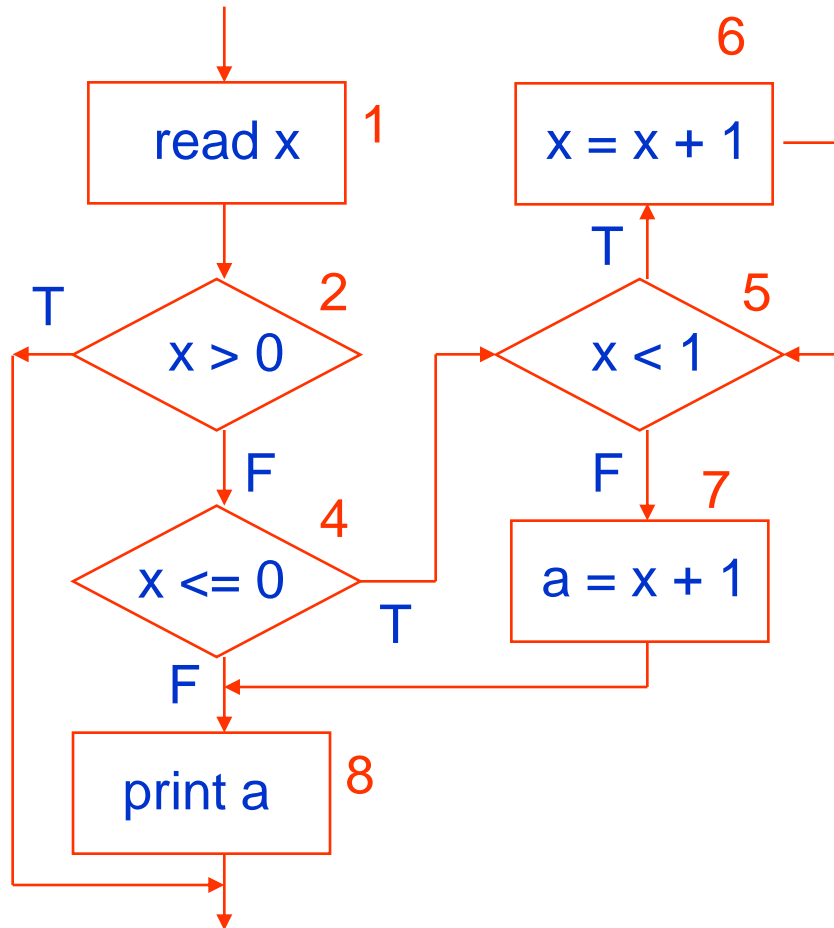 6
read x
1
x = x + 1
T
2
5
T
x > 0
x < 1
F
F
7
4
x <= 0
a = x + 1
T
F
print a
8